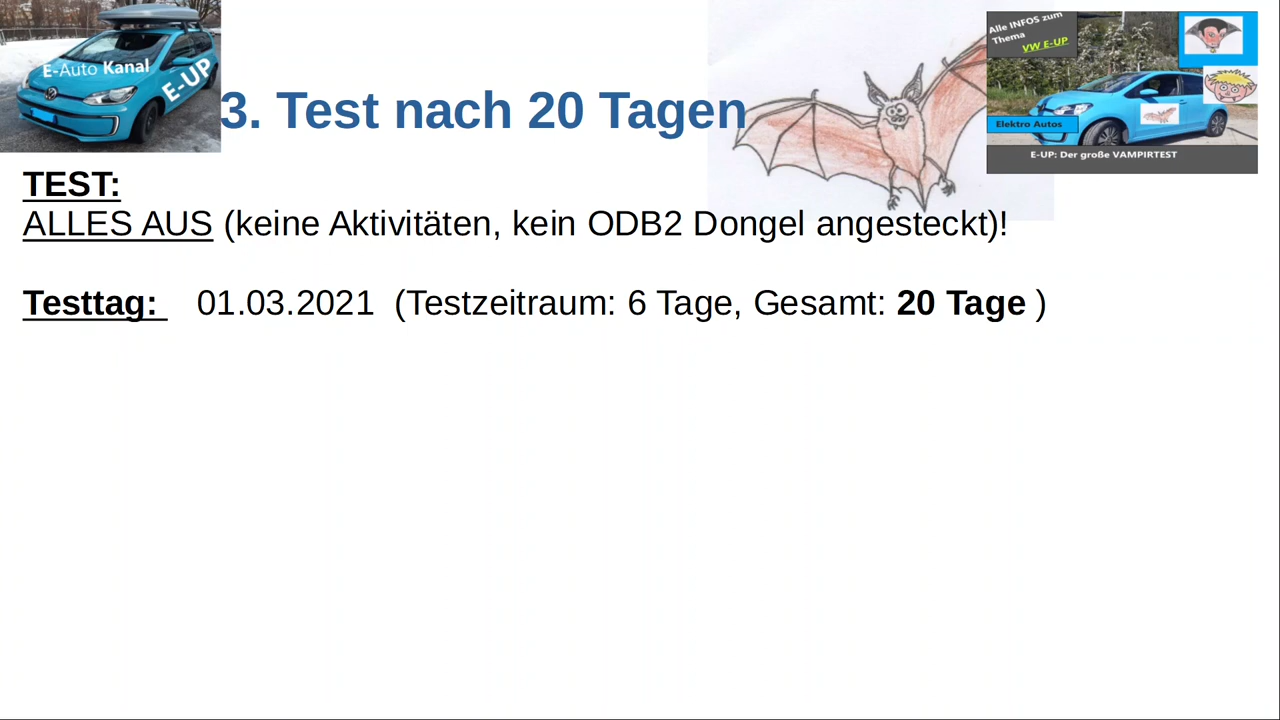 E-Auto Kanal
E-UP
3. Test nach 20 Tagen
Alle INFOS zum
Thema
VW E-UP
Elektro Autos
E-UP: Der große VAMPIRTEST
TEST:
ALLES AUS (keine Aktivitäten, kein ODB2 Dongel angesteckt)!
Testtag: 01.03.2021 (Testzeitraum: 6 Tage, Gesamt: 20 Tage )